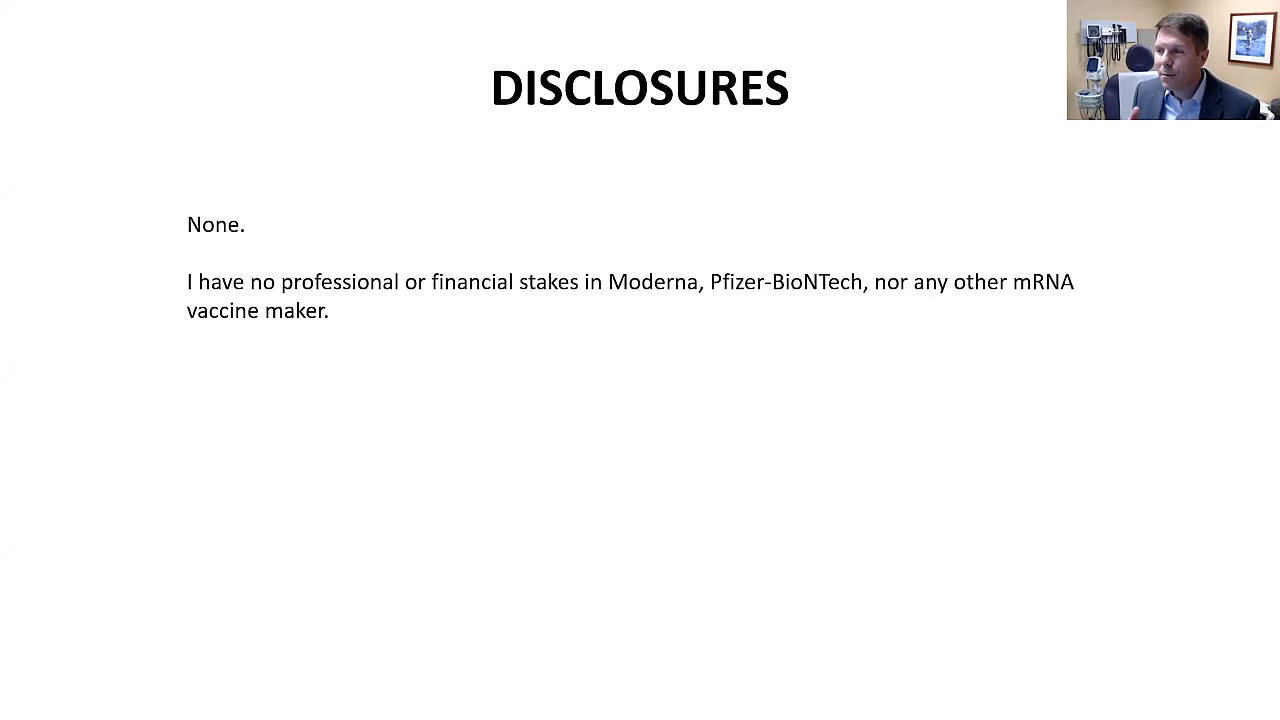 DISCLOSURES
None.
I have no professional or financial stakes in Moderna, Pfizer-BioNTech, nor any other mRNA
vaccine maker.